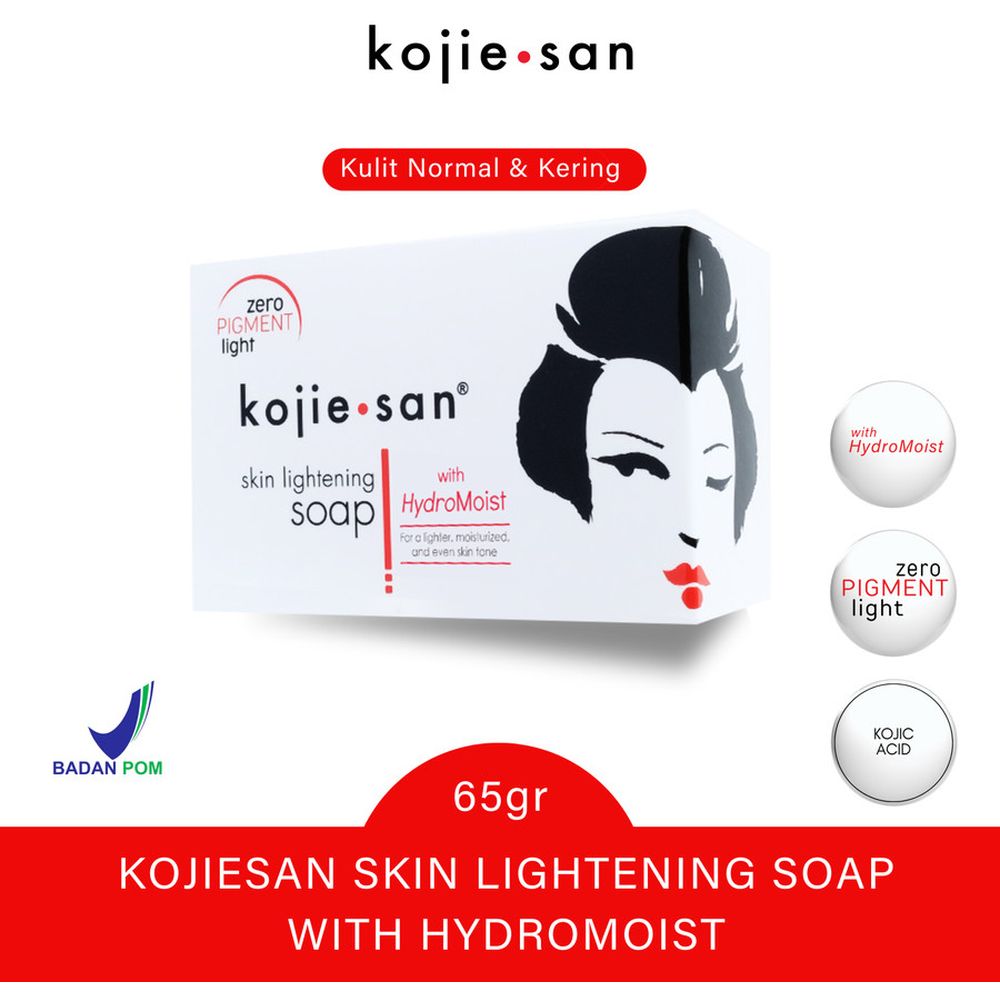 kojie•san
Kulit Normal & Kering
zero
PIGMENT
light
kojie•san®
skin lightening
soap
with
HydroMoist
For a lighter, moisturized,
and even skin tone
with
HydroMoist
zero
PIGMENT
light
KOJIC
ACID
BADAN POM
65gr
KOJIESAN SKIN LIGHTENING SOAP
WITH HYDROMOIST